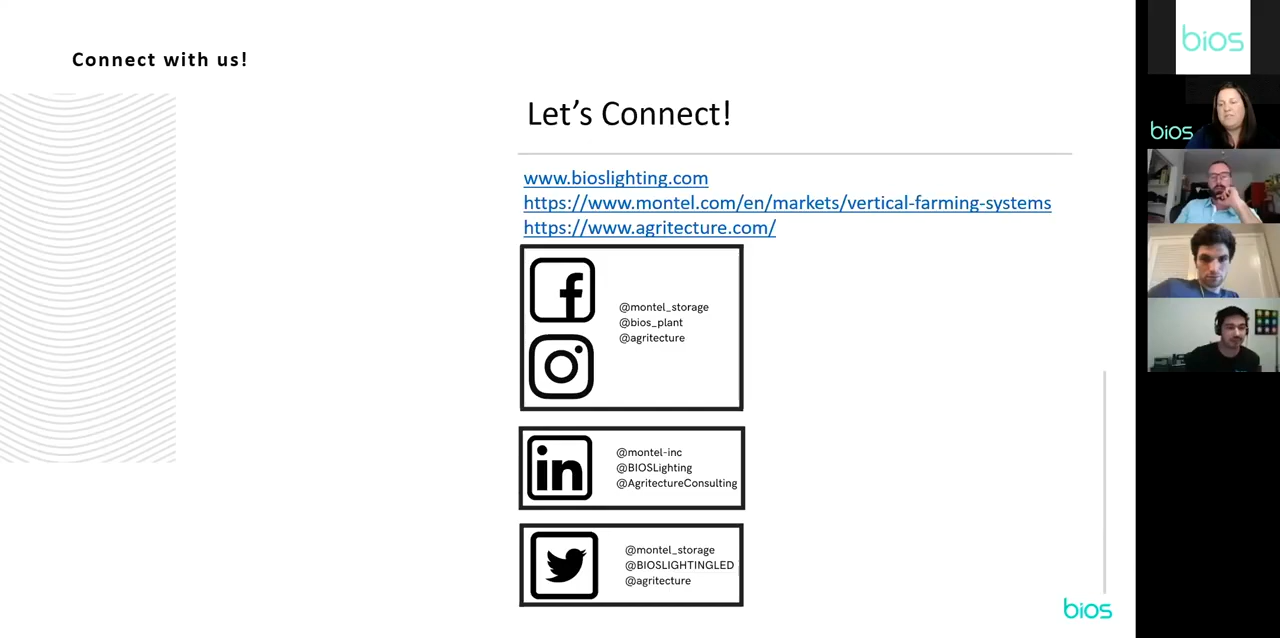 Connect with us!
Let's Connect!
www.bioslighting.com
https://www.montel.com/en/markets/vertical-farming-systems
https://www.agritecture.com/
@montel_storage
@bios_plant
@agritecture
in
@montel-inc
@BIOSLighting
@AgritectureConsulting
@montel_storage
@BIOSLIGHTINGLED
@agritecture
bios
bios
bios